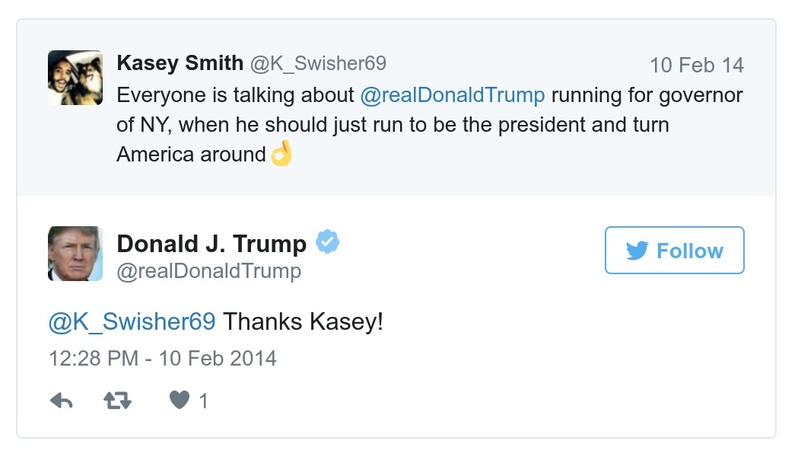 Kasey Smith @K_Swisher69 10 Feb 14
Everyone is talking about @realDonaldTrump running for governor
of NY, when he should just run to be the president and turn
America around👌
Donald J. Trump
@realDonaldTrump
Follow
@K_Swisher69 Thanks Kasey!
12:28 PM - 10 Feb 2014
1